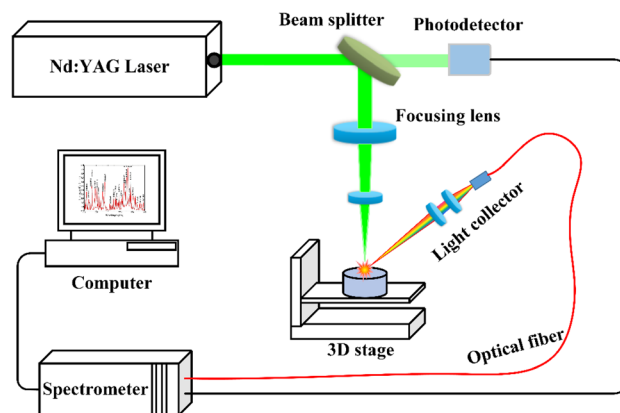 Beam splitter
Photodetector
Nd:YAG Laser
Focusing lens
Light collector
Computer
3D stage
Optical fiber
Spectrometer